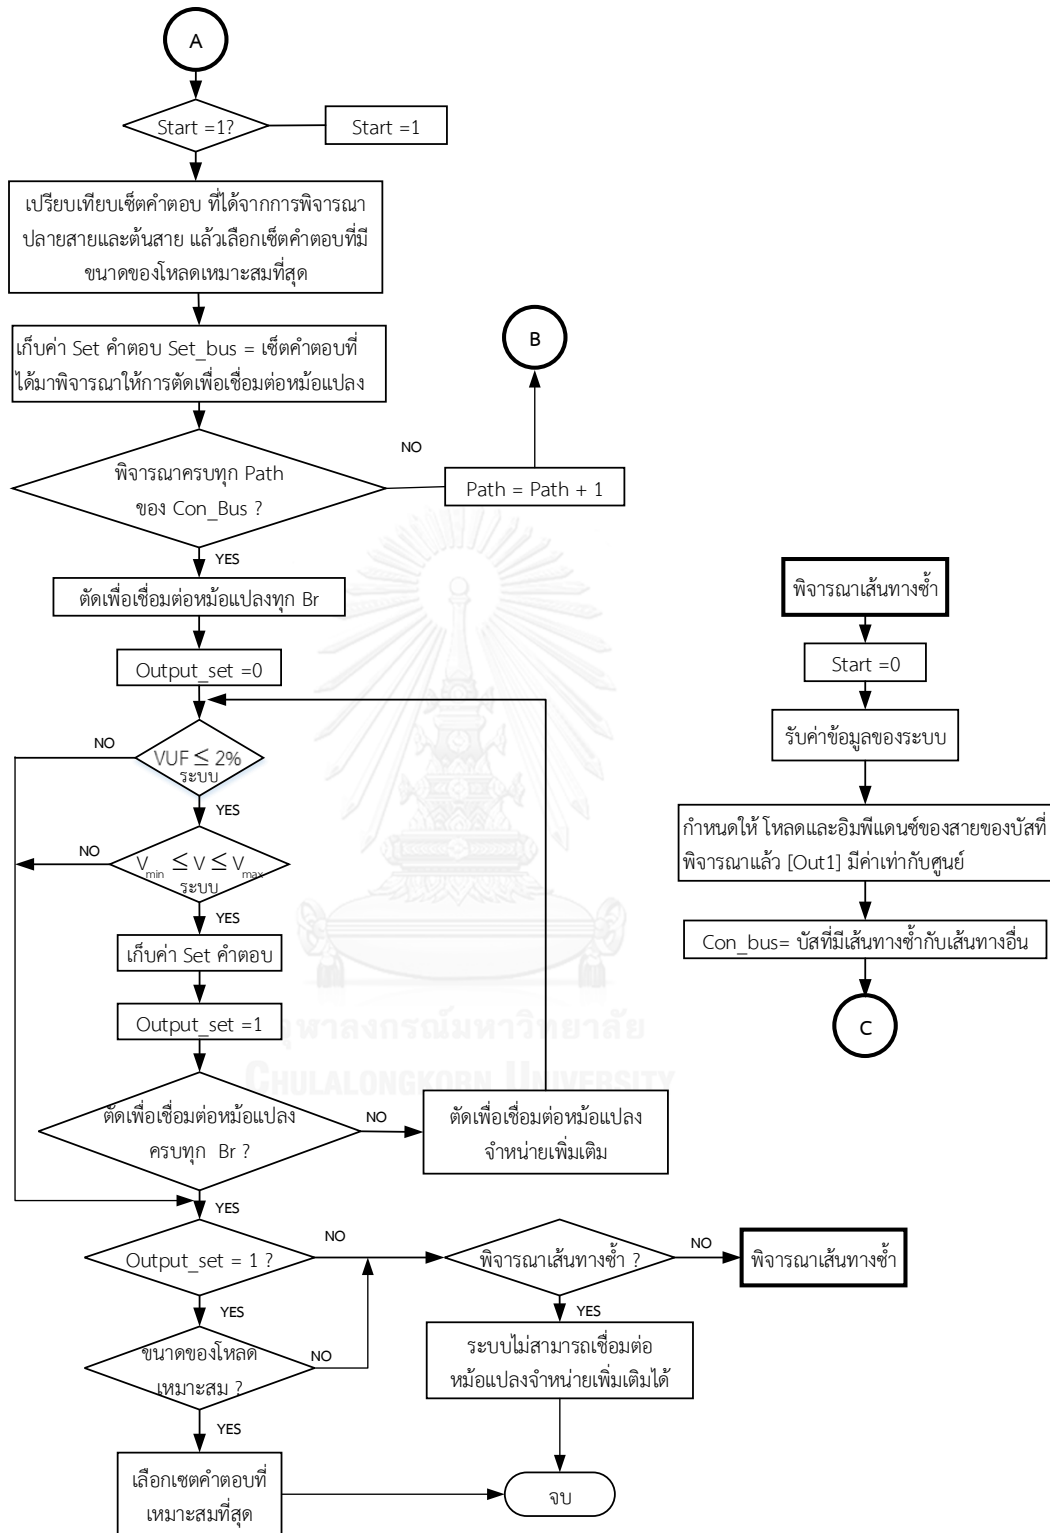 A
Start =1?
Start =1
เปรียบเทียบเซ็ตคำตอบ ที่ได้จากการพิจารณา
ปลายสายและต้นสาย แล้วเลือกเซ็ตคำตอบที่มี
ขนาดของโหลดเหมาะสมที่สุด
เก็บค่า Set คำตอบ Set_bus = เซ็ตคำตอบที่
ได้มาพิจารณาให้การตัดเพื่อเชื่อมต่อหม้อแปลง
B
NO
พิจารณาครบทุก Path
ของ Con_Bus ?
Path = Path + 1
YES
ตัดเพื่อเชื่อมต่อหม้อแปลงทุก Br
Output_set =0
NO
VUF ≤ 2%
ระบบ
YES
NO
Vmin ≤ V ≤ Vmax
ระบบ
YES
เก็บค่า Set คำตอบ
Output_set =1
ตัดเพื่อเชื่อมต่อหม้อแปลง
ครบทุก Br ?
NO
ตัดเพื่อเชื่อมต่อหม้อแปลง
จำหน่ายเพิ่มเติม
YES
Output_set = 1 ?
NO
พิจารณาเส้นทางซ้ำ ?
NO
พิจารณาเส้นทางซ้ำ
YES
YES
ขนาดของโหลด
เหมาะสม ?
NO
ระบบไม่สามารถเชื่อมต่อ
หม้อแปลงจำหน่ายเพิ่มเติมได้
YES
เลือกเซตคำตอบที่
เหมาะสมที่สุด
จบ
พิจารณาเส้นทางซ้ำ
Start =0
รับค่าข้อมูลของระบบ
กำหนดให้ โหลดและอิมพีแดนซ์ของสายของบัสที่
พิจารณาแล้ว [Out1] มีค่าเท่ากับศูนย์
Con_bus= บัสที่มีเส้นทางซ้ำกับเส้นทางอื่น
C
จุฬาลงกรณ์มหาวิทยาลัย
CHULALONGKORN UNIVERSITY